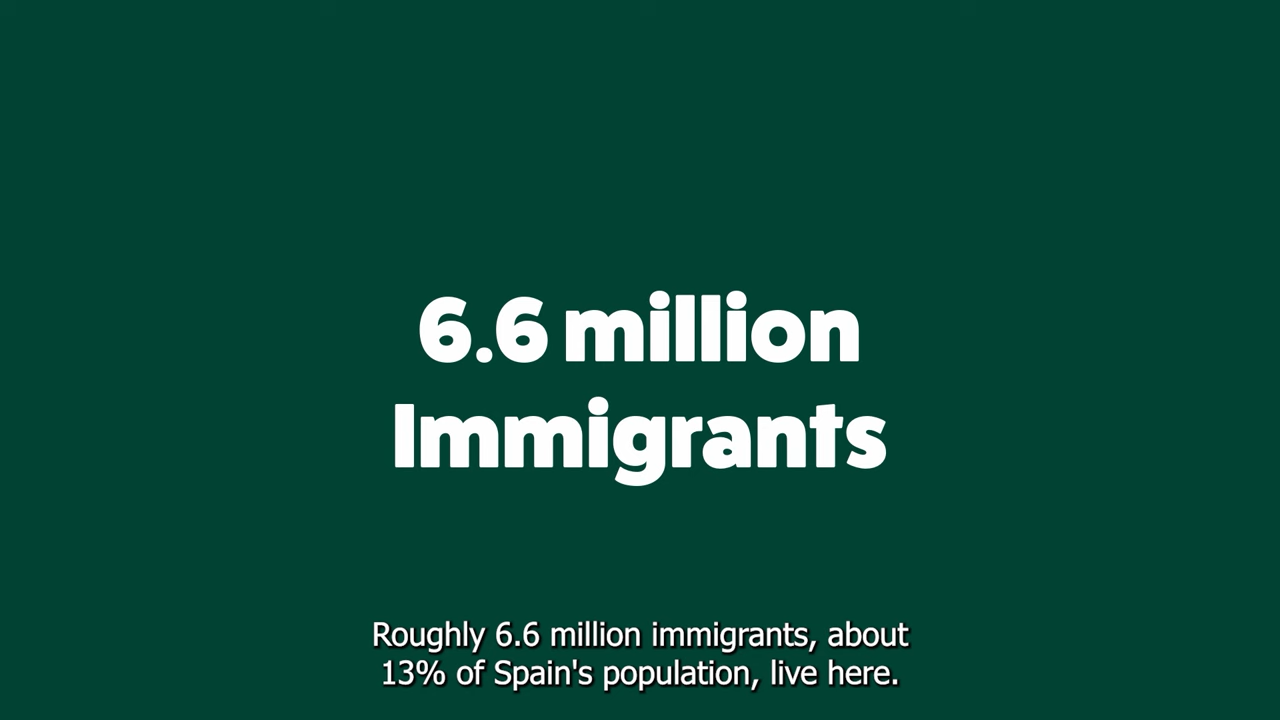 6.6 million
Immigrants
Roughly 6.6 million immigrants, about
13% of Spain's population, live here.